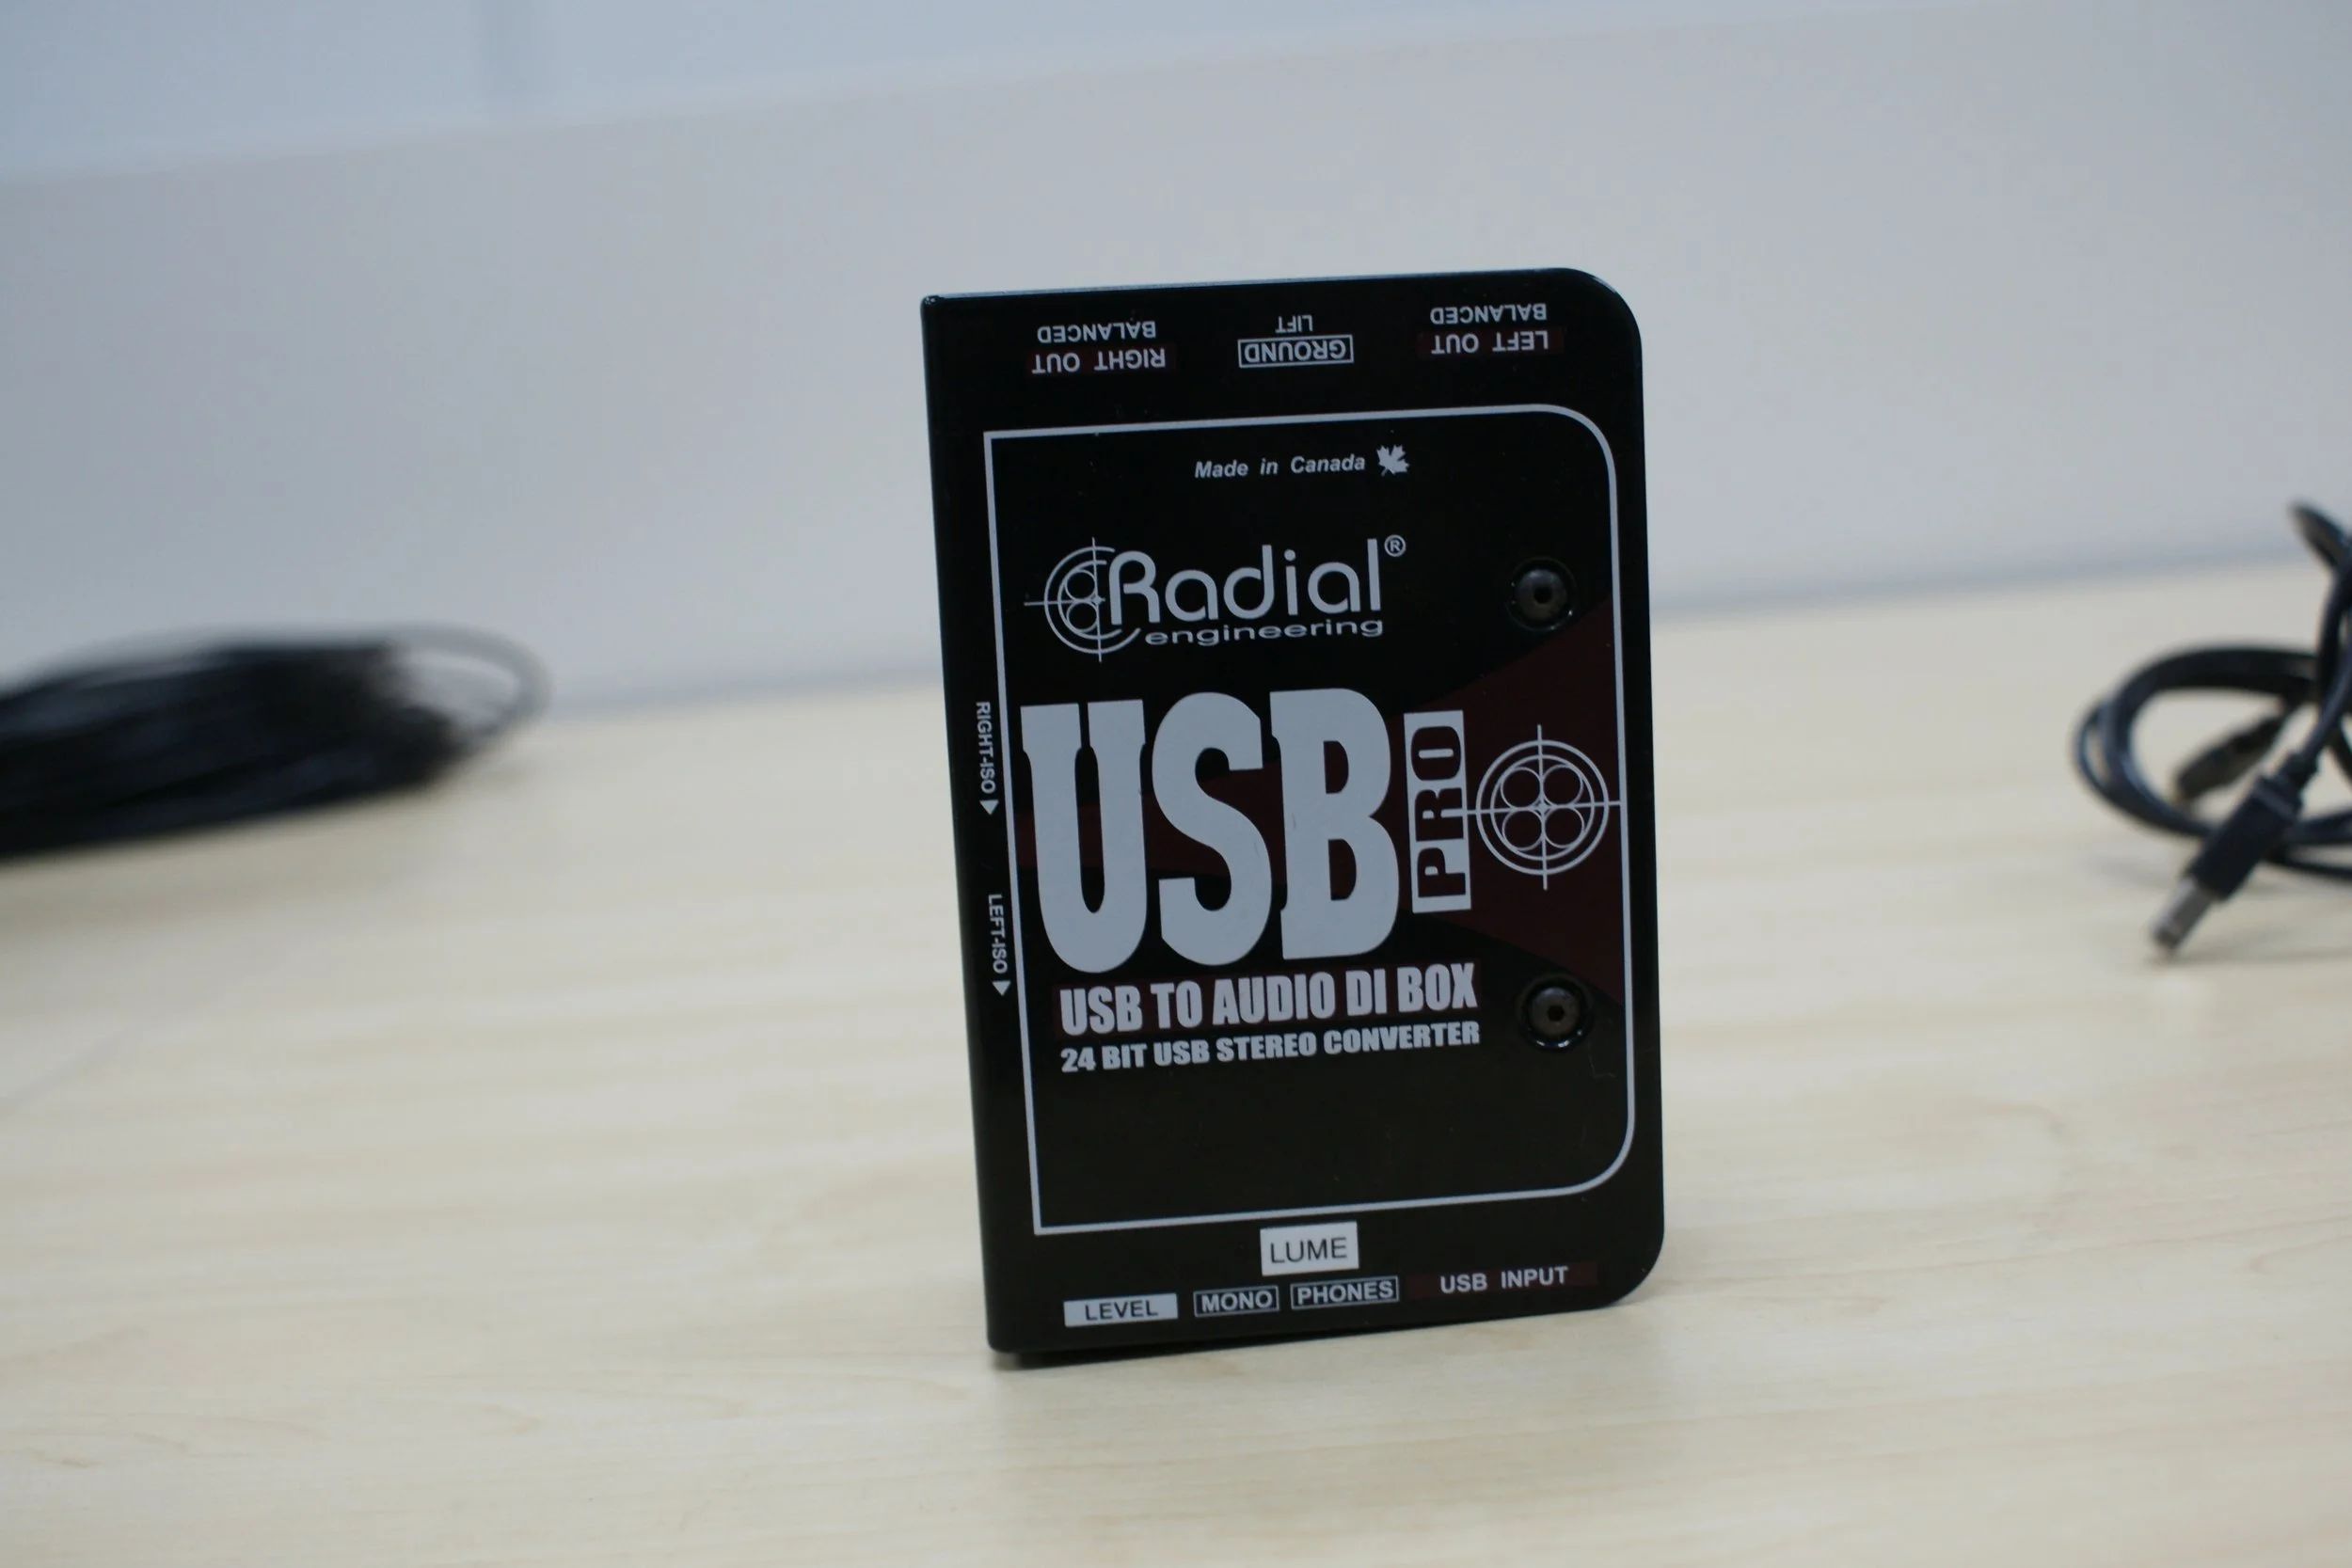 RIGHT OUT
BALANCED
GROUND
LIFT
LEFT OUT
BALANCED
Made in Canada
Radial®
engineering
RIGHT-ISO
LEFT-ISO
USB
PRO
USB TO AUDIO DI BOX
24 BIT USB STEREO CONVERTER
LUME
LEVEL MONO PHONES USB INPUT